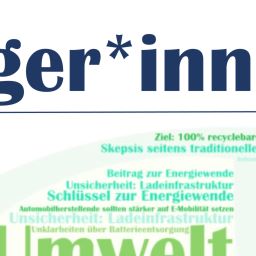 ger*inn
Ziel: 100% recyclebar
Skepsis seitens traditionelle
Beitrag zur Energiewende
Unsicherheit: Ladeinfrastruktur
Schlüssel zur Energiewende
Automobilherstellende sollten stärker auf E-Mobilität setzen
Unsicherheit: Ladeinfrastruktur
Unklarheiten über Batterieentsorgung
Umwelt